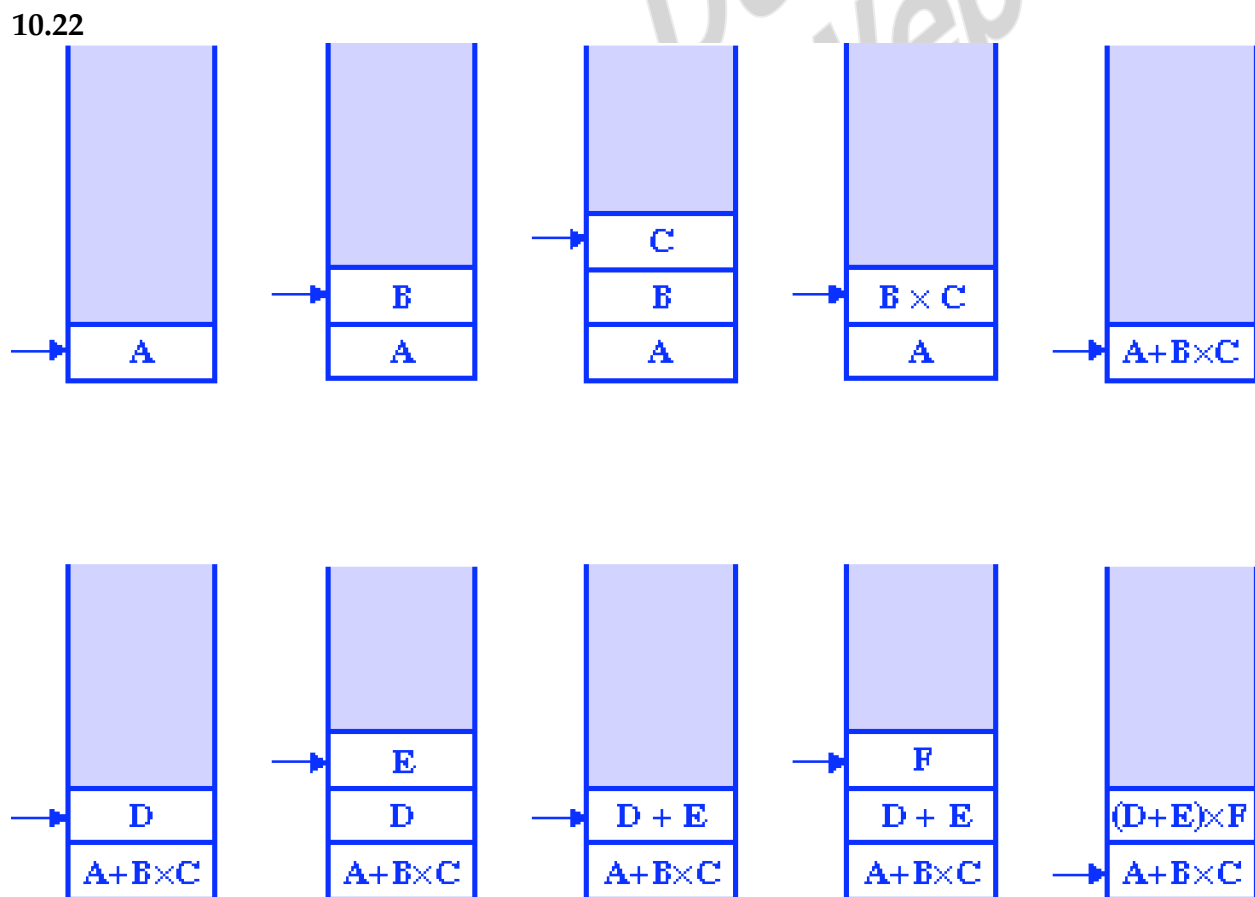 10.22
C
B B B × C
A A A A A+B×C
E F
D D D + E D + E (D+E)×F
A+B×C A+B×C A+B×C A+B×C A+B×C